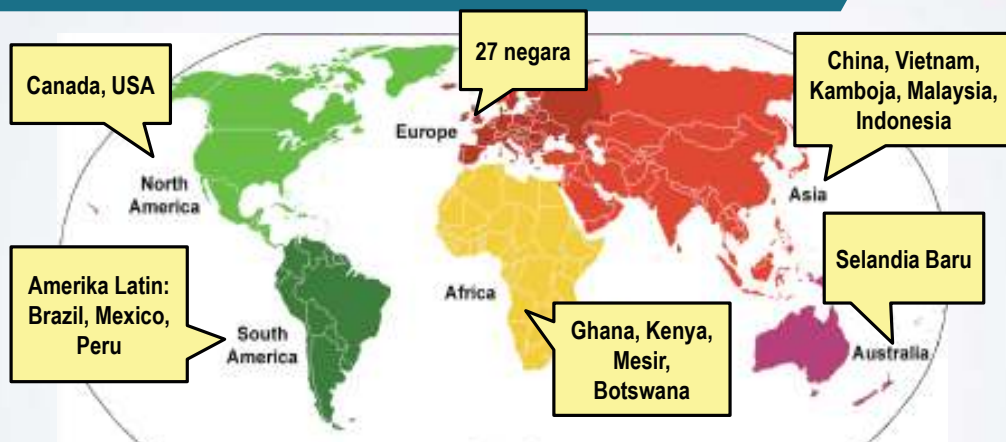 27 negara
Canada, USA
China, Vietnam,
Kamboja, Malaysia,
Indonesia
Europe
North
America
Asia
Selandia Baru
Amerika Latin:
Brazil, Mexico,
Peru
Africa
South
America
Ghana, Kenya,
Mesir,
Botswana
Australia